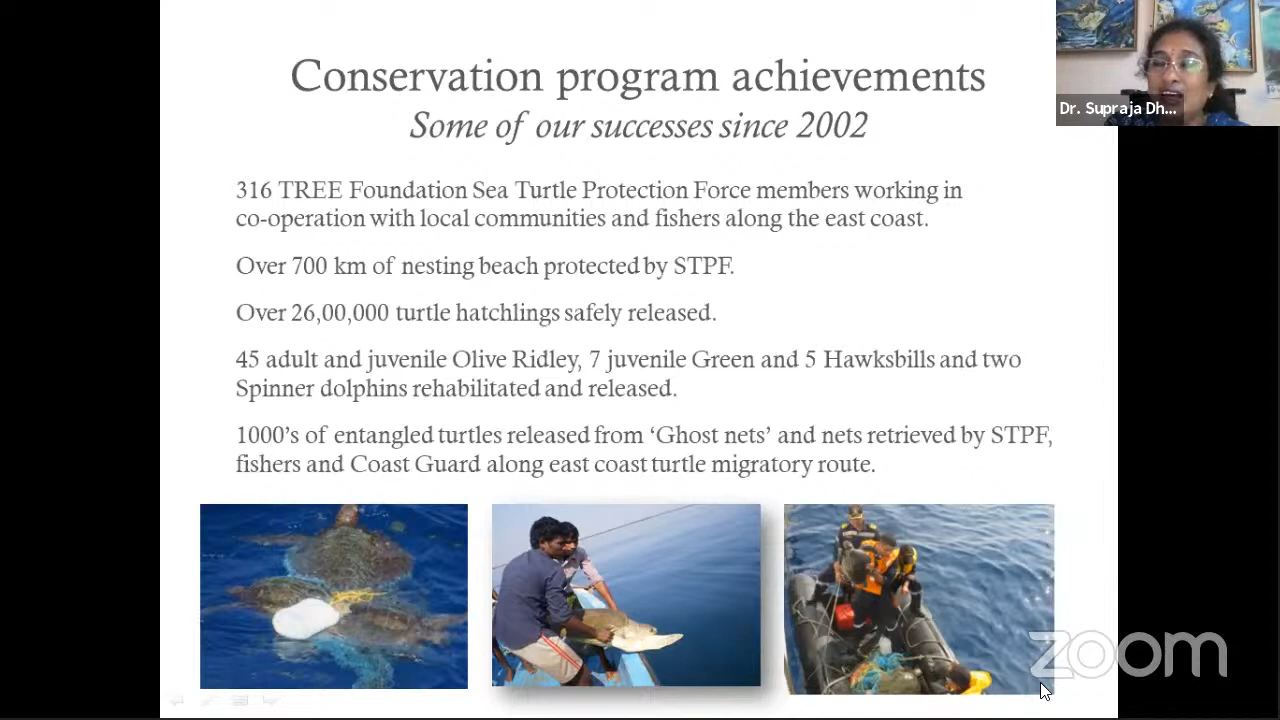 Conservation program achievements
Some of our successes since 2002
Dr. Supraja Dh...
316 TREE Foundation Sea Turtle Protection Force members working in
co-operation with local communities and fishers along the east coast.
Over 700 km of nesting beach protected by STPF.
Over 26,00,000 turtle hatchlings safely released.
45 adult and juvenile Olive Ridley, 7 juvenile Green and 5 Hawksbills and two
Spinner dolphins rehabilitated and released.
1000’s of entangled turtles released from ‘Ghost nets’ and nets retrieved by STPF,
fishers and Coast Guard along east coast turtle migratory route.
zoom